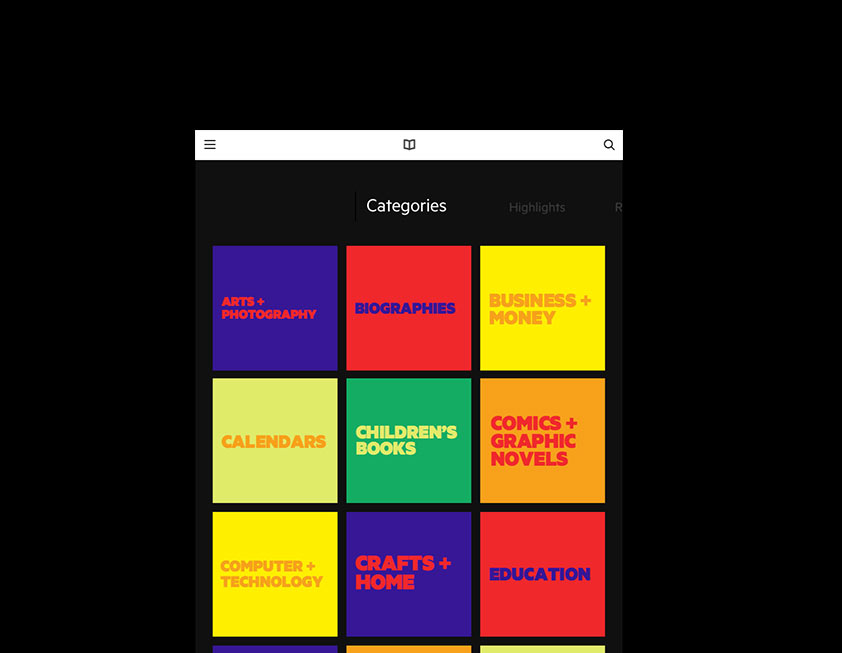 Categories
Highlights
R
ARTS +
PHOTOGRAPHY
BIOGRAPHIES
BUSINESS +
MONEY
CALENDARS
CHILDREN'S
BOOKS
COMICS +
GRAPHIC
NOVELS
COMPUTER +
TECHNOLOGY
CRAFTS +
HOME
EDUCATION